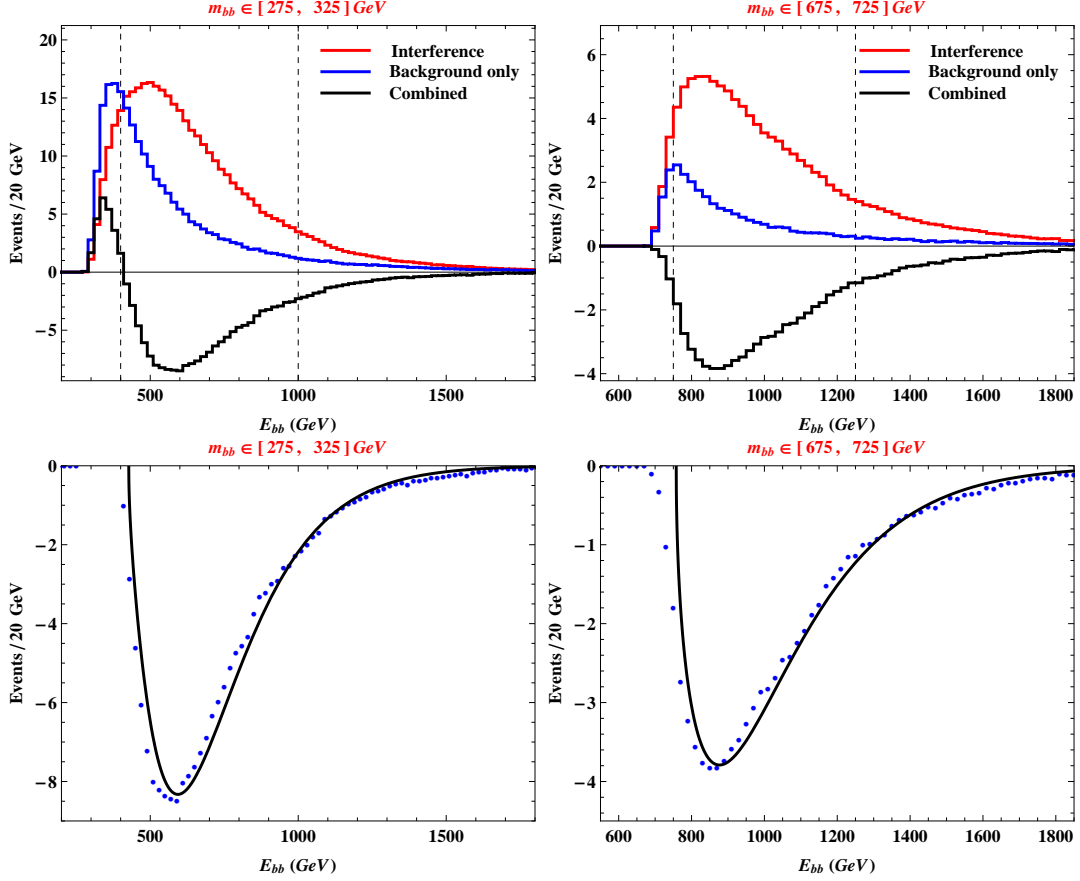 m_bb ∈ [275, 325] GeV
20
15
10
5
0
−5
Events/20 GeV
Interference
Background only
Combined
500
1000
1500
E_bb (GeV)
m_bb ∈ [675, 725] GeV
6
4
2
0
−2
−4
Events/20 GeV
Interference
Background only
Combined
600
800
1000
1200
1400
1600
1800
E_bb (GeV)
m_bb ∈ [275, 325] GeV
0
−2
−4
−6
−8
Events/20 GeV
500
1000
1500
E_bb (GeV)
m_bb ∈ [675, 725] GeV
0
−1
−2
−3
−4
Events/20 GeV
600
800
1000
1200
1400
1600
1800
E_bb (GeV)